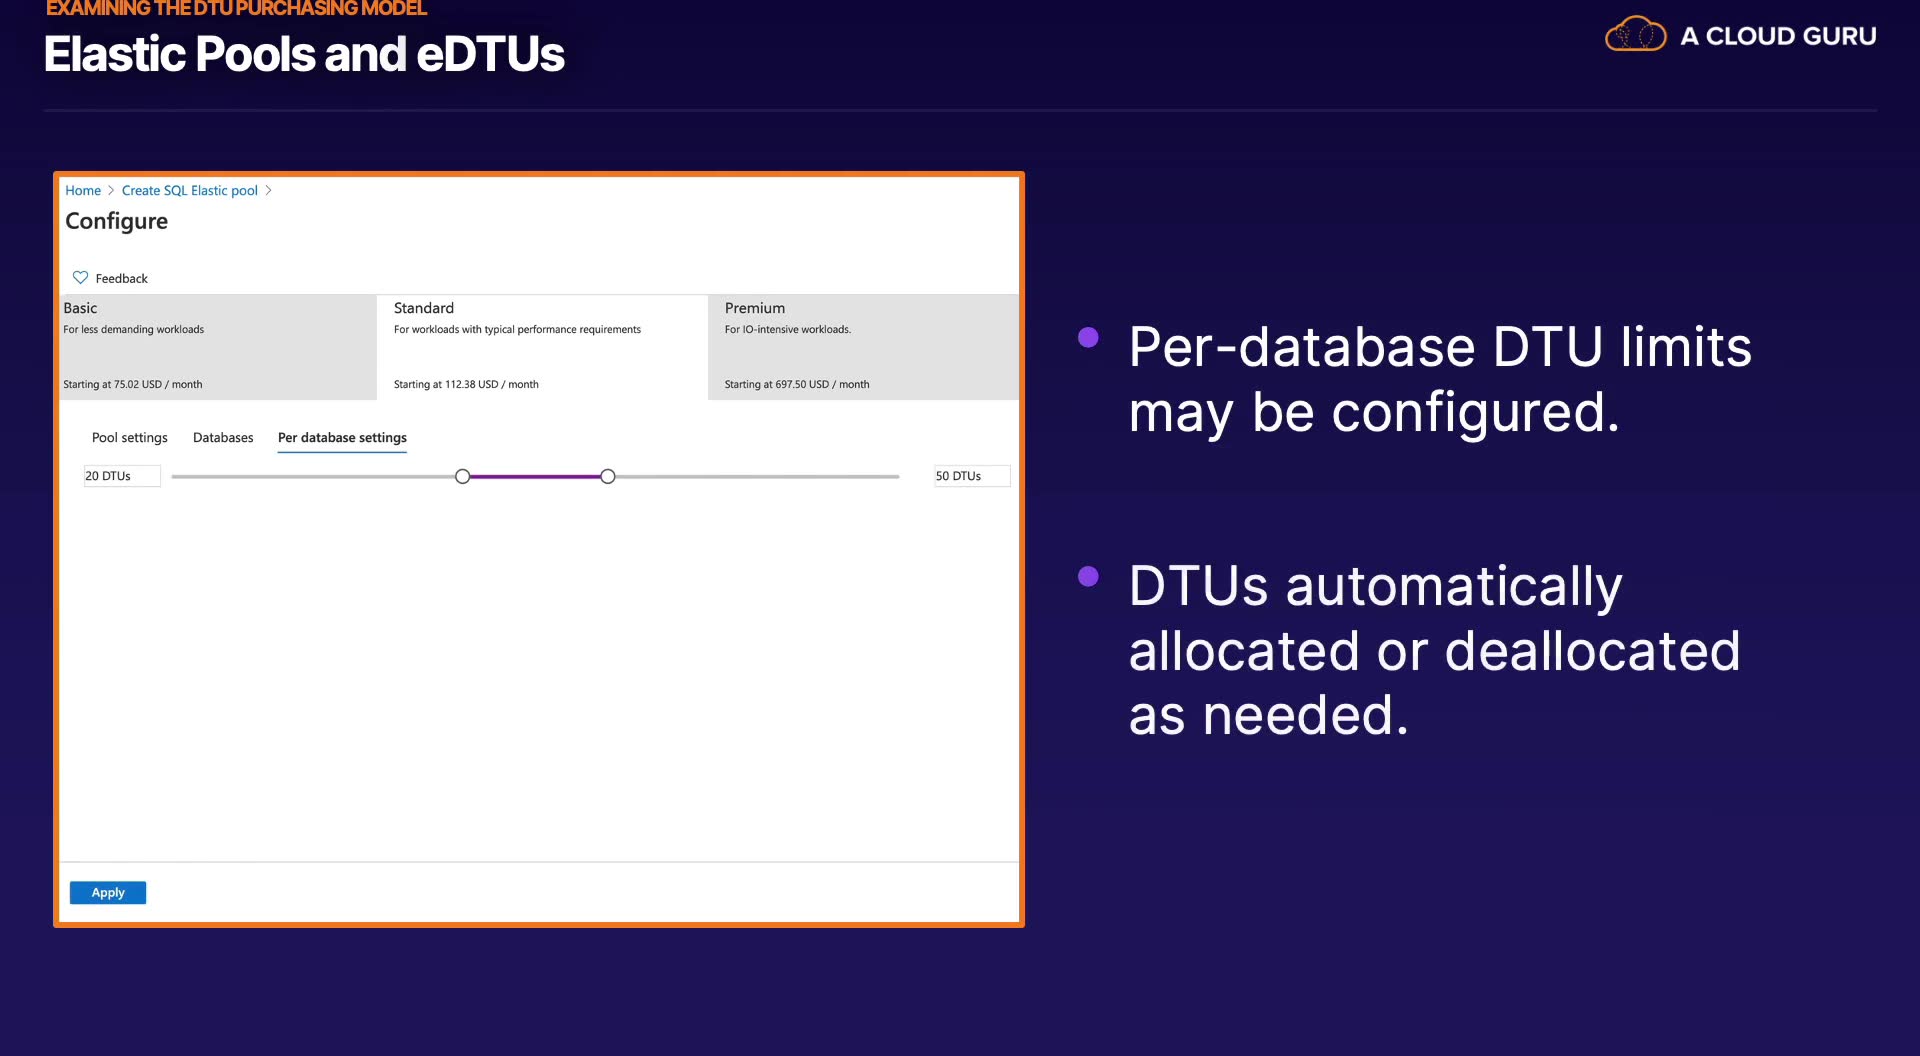 EXAMINING THE DTU PURCHASING MODEL
Elastic Pools and eDTUs
A CLOUD GURU
Home > Create SQL Elastic pool >
Configure
Feedback
Basic
For less demanding workloads
Starting at 75.02 USD / month
Standard
For workloads with typical performance requirements
Starting at 112.38 USD / month
Premium
For IO-intensive workloads.
Starting at 697.50 USD / month
Pool settings Databases Per database settings
20 DTUs 50 DTUs
Apply
Per-database DTU limits
may be configured.
DTUs automatically
allocated or deallocated
as needed.